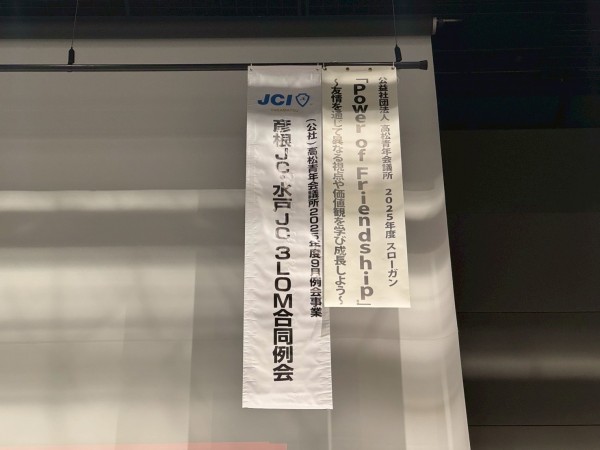 公益社団法人 高松青年会議所 2025年度 スローガン
「Power of Friendship」
～友情を通じて異なる視点や価値観を学び成長しよう～
JCI
(公社)高松青年会議所2025年度9月例会事業
彦根JC・水戸JC 3LOM合同例会